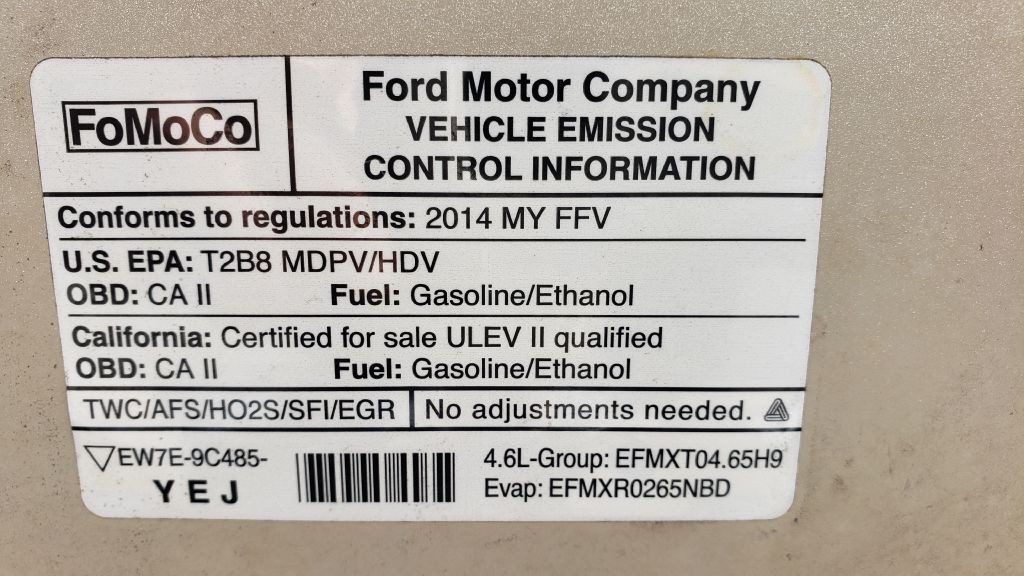 FoMoCo
Ford Motor Company
VEHICLE EMISSION
CONTROL INFORMATION
Conforms to regulations: 2014 MY FFV
U.S. EPA: T2B8 MDPV/HDV
OBD: CA II Fuel: Gasoline/Ethanol
California: Certified for sale ULEV II qualified
OBD: CA II Fuel: Gasoline/Ethanol
TWC/AFS/HO2S/SFI/EGR No adjustments needed.
EW7E-9C485-
YEJ
4.6L-Group: EFMXT04.65H9
Evap: EFMXR0265NBD